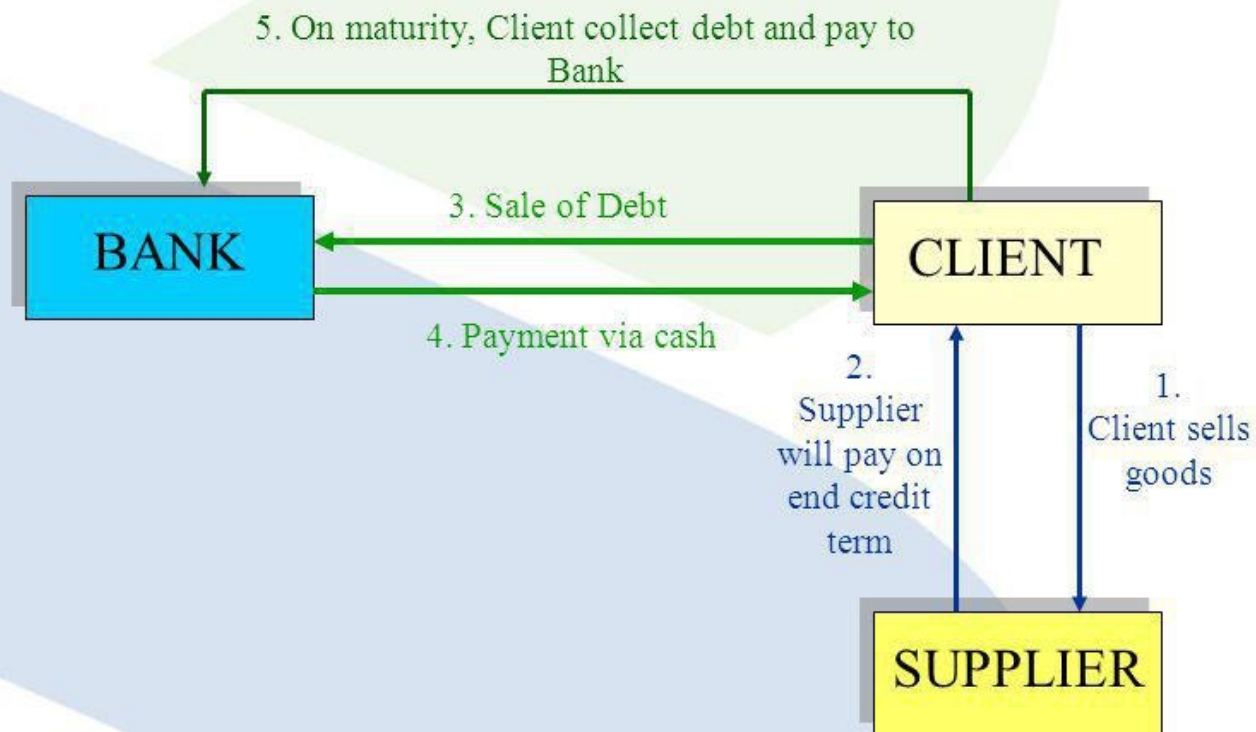 5. On maturity, Client collect debt and pay to
Bank
3. Sale of Debt
BANK
CLIENT
4. Payment via cash
2.
Supplier
will pay on
end credit
term
1.
Client sells
goods
SUPPLIER